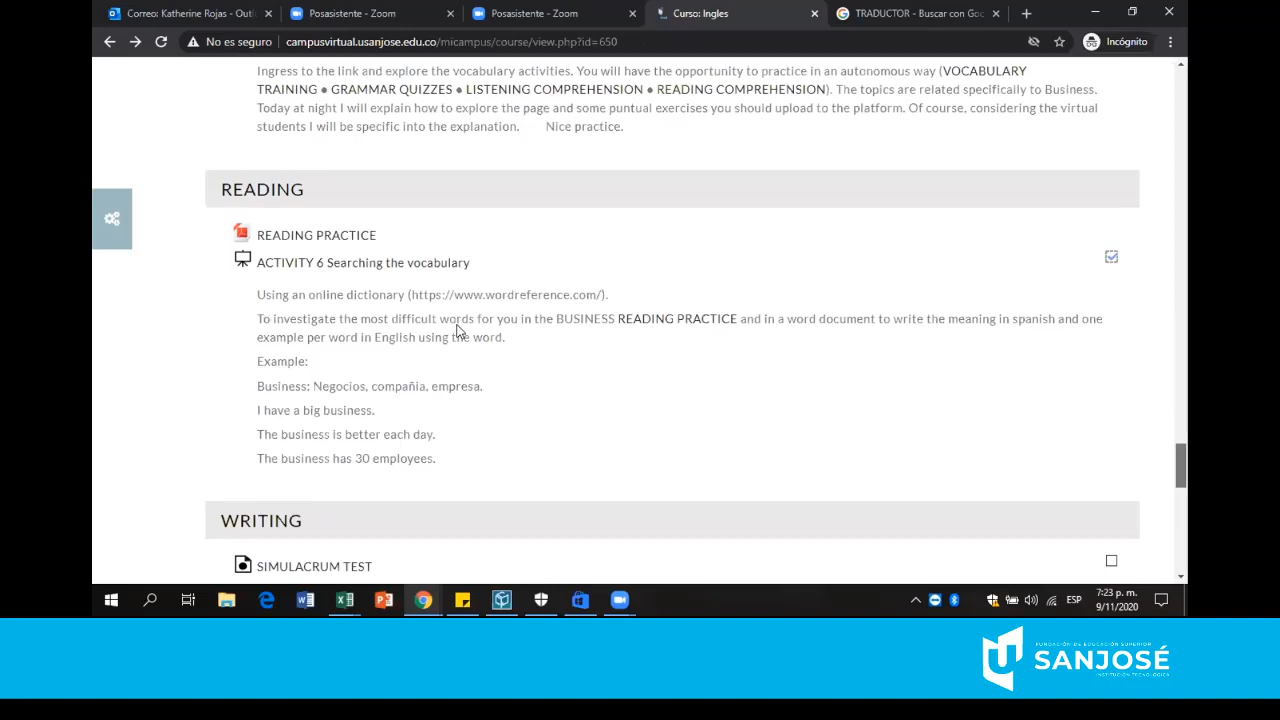 Correo: Katherine Rojas - Outl
Posasistente - Zoom
Posasistente - Zoom
Curso: Ingles
TRADUCTOR - Buscar con Goo
No es seguro campusvirtual.usanjose.edu.co/micampus/course/view.php?id=650
Incógnito
Ingress to the link and explore the vocabulary activities. You will have the opportunity to practice in an autonomous way (VOCABULARY
TRAINING ● GRAMMAR QUIZZES ● LISTENING COMPREHENSION ● READING COMPREHENSION). The topics are related specifically to Business.
Today at night I will explain how to explore the page and some puntual exercises you should upload to the platform. Of course, considering the virtual
students I will be specific into the explanation. Nice practice.
READING
READING PRACTICE
ACTIVITY 6 Searching the vocabulary
Using an online dictionary (https://www.wordreference.com/).
To investigate the most difficult words for you in the BUSINESS READING PRACTICE and in a word document to write the meaning in spanish and one
example per word in English using the word.
Example:
Business: Negocios, compañia, empresa.
I have a big business.
The business is better each day.
The business has 30 employees.
WRITING
SIMULACRUM TEST
ESP
7:23 p. m.
9/11/2020
FUNDACIÓN DE EDUCACIÓN SUPERIOR
SANJOSÉ
INSTITUCIÓN TECNOLÓGICA